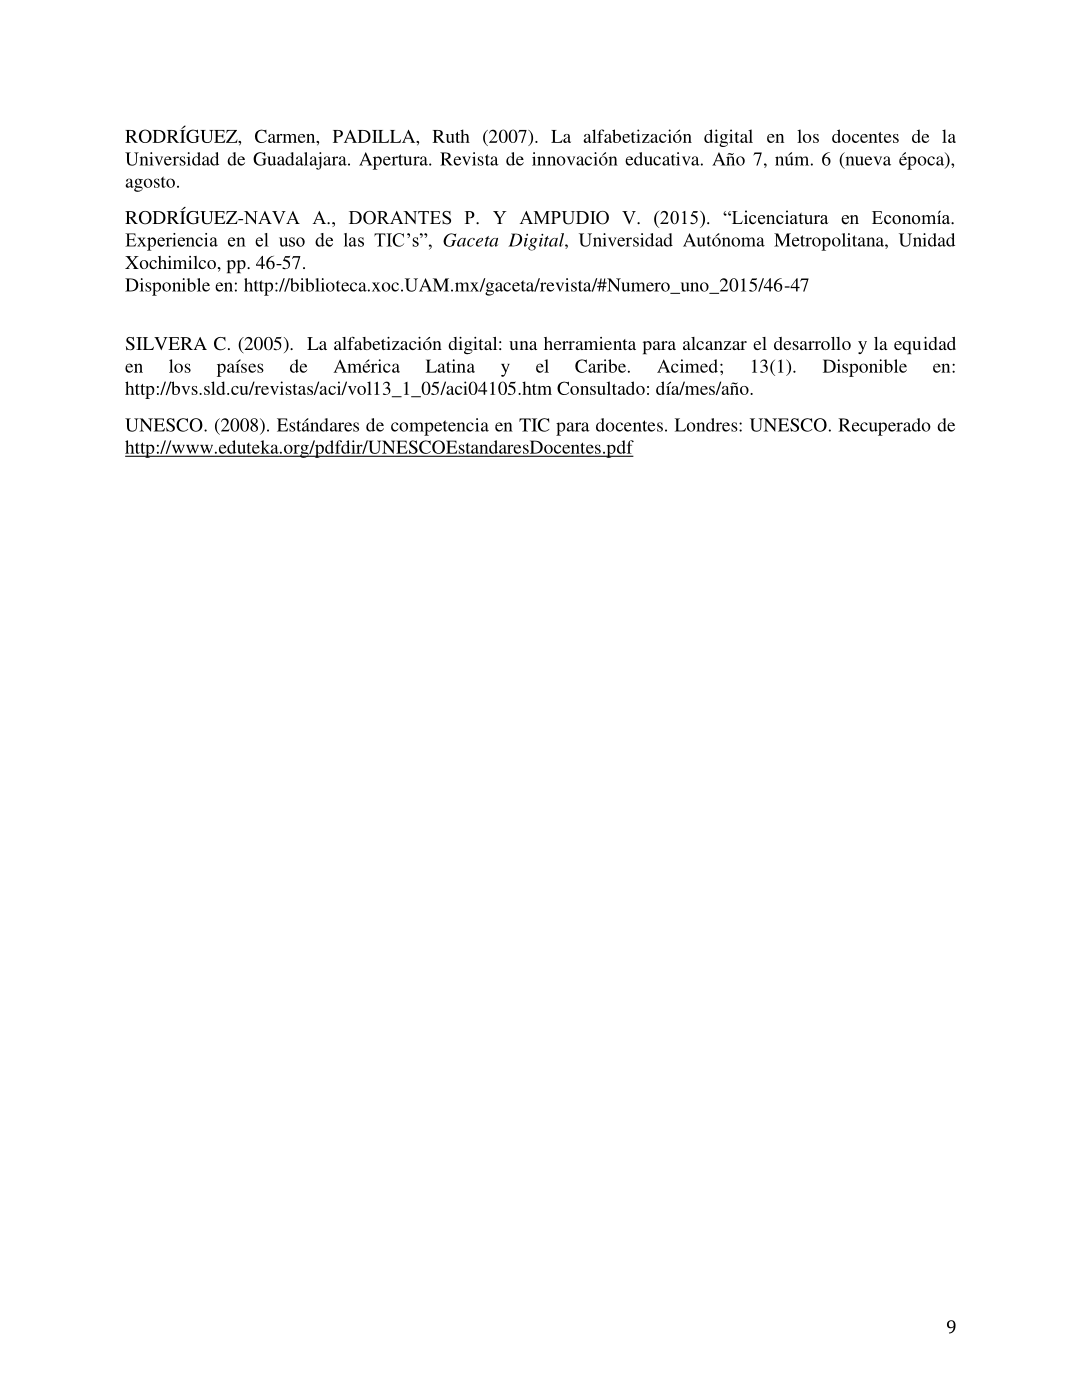 RODRÍGUEZ, Carmen, PADILLA, Ruth (2007). La alfabetización digital en los docentes de la
Universidad de Guadalajara. Apertura. Revista de innovación educativa. Año 7, núm. 6 (nueva época),
agosto.
RODRÍGUEZ-NAVA A., DORANTES P. Y AMPUDIO V. (2015). “Licenciatura en Economía.
Experiencia en el uso de las TIC’s”, Gaceta Digital, Universidad Autónoma Metropolitana, Unidad
Xochimilco, pp. 46-57.
Disponible en: http://biblioteca.xoc.UAM.mx/gaceta/revista/#Numero_uno_2015/46-47
SILVERA C. (2005). La alfabetización digital: una herramienta para alcanzar el desarrollo y la equidad
en los países de América Latina y el Caribe. Acimed; 13(1). Disponible en:
http://bvs.sld.cu/revistas/aci/vol13_1_05/aci04105.htm Consultado: día/mes/año.
UNESCO. (2008). Estándares de competencia en TIC para docentes. Londres: UNESCO. Recuperado de
http://www.eduteka.org/pdfdir/UNESCOEstandaresDocentes.pdf
9